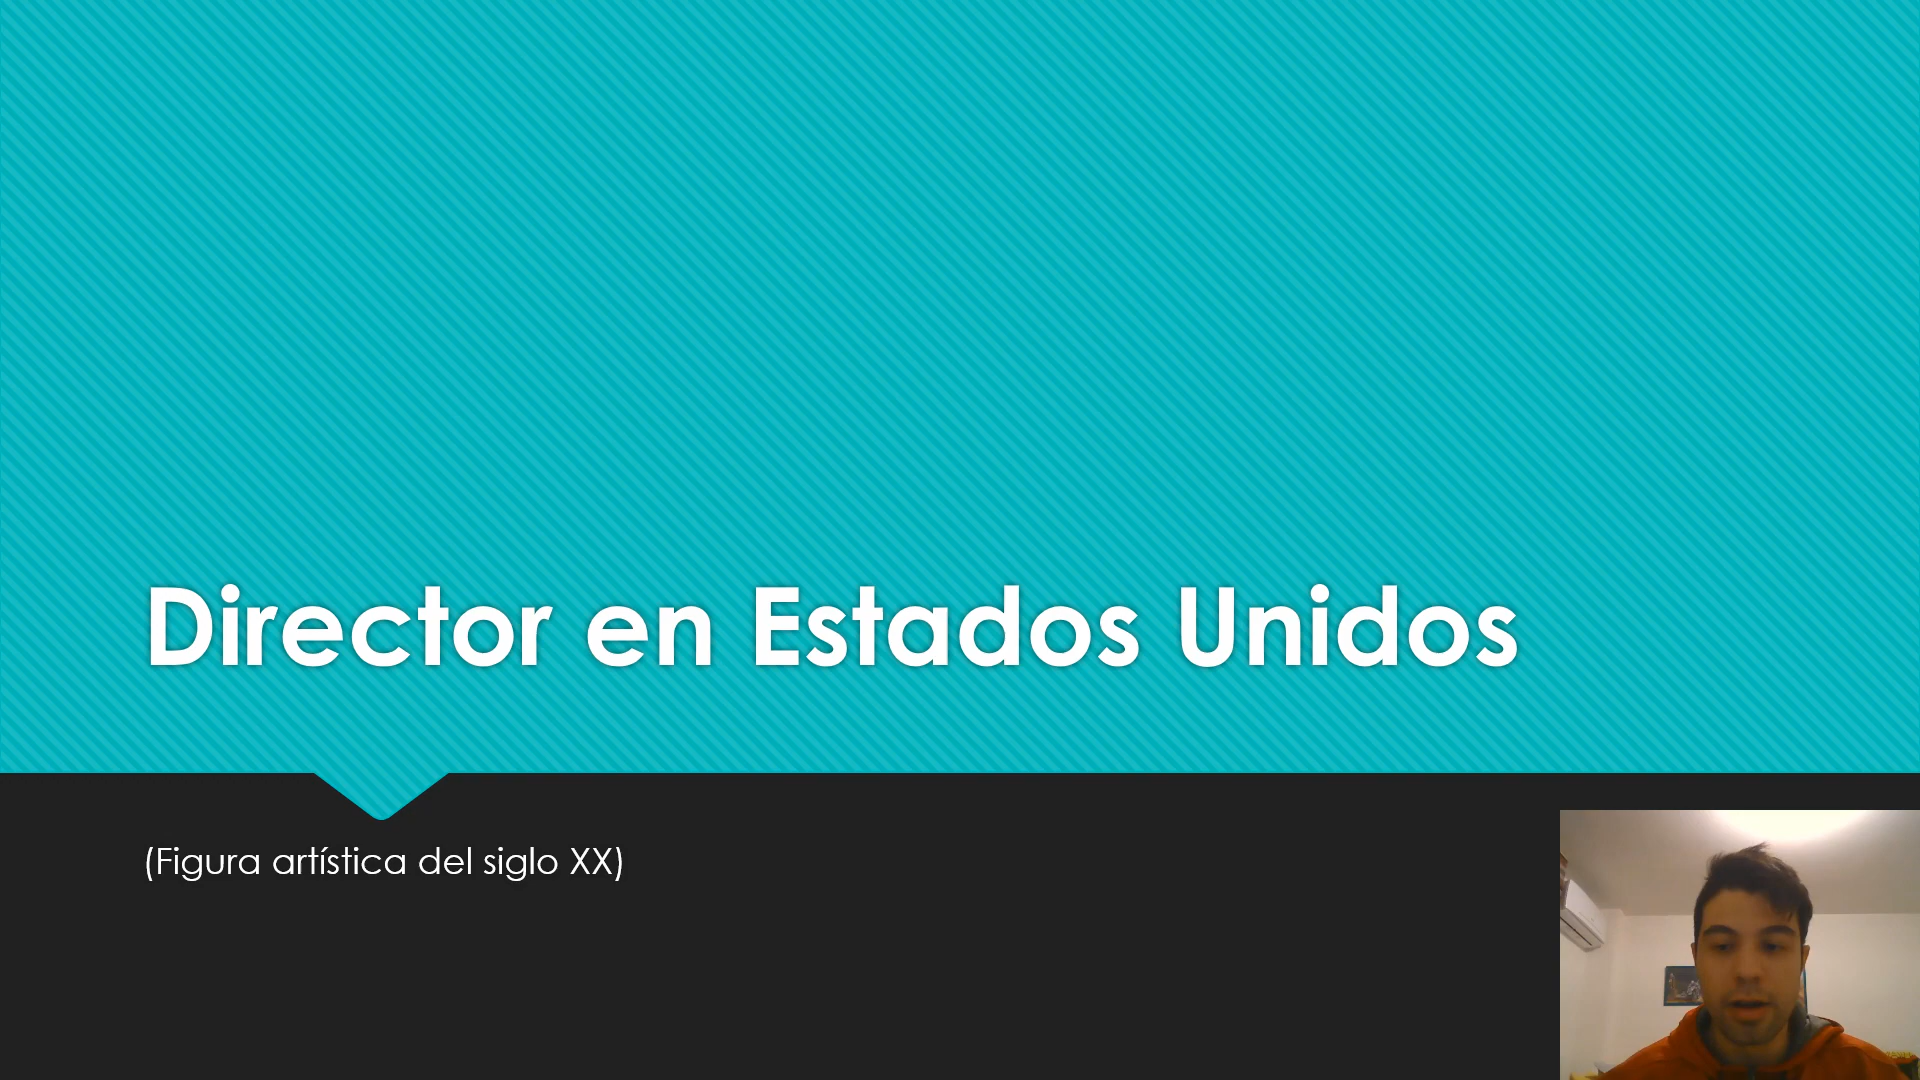 Director en Estados Unidos
(Figura artística del siglo XX)